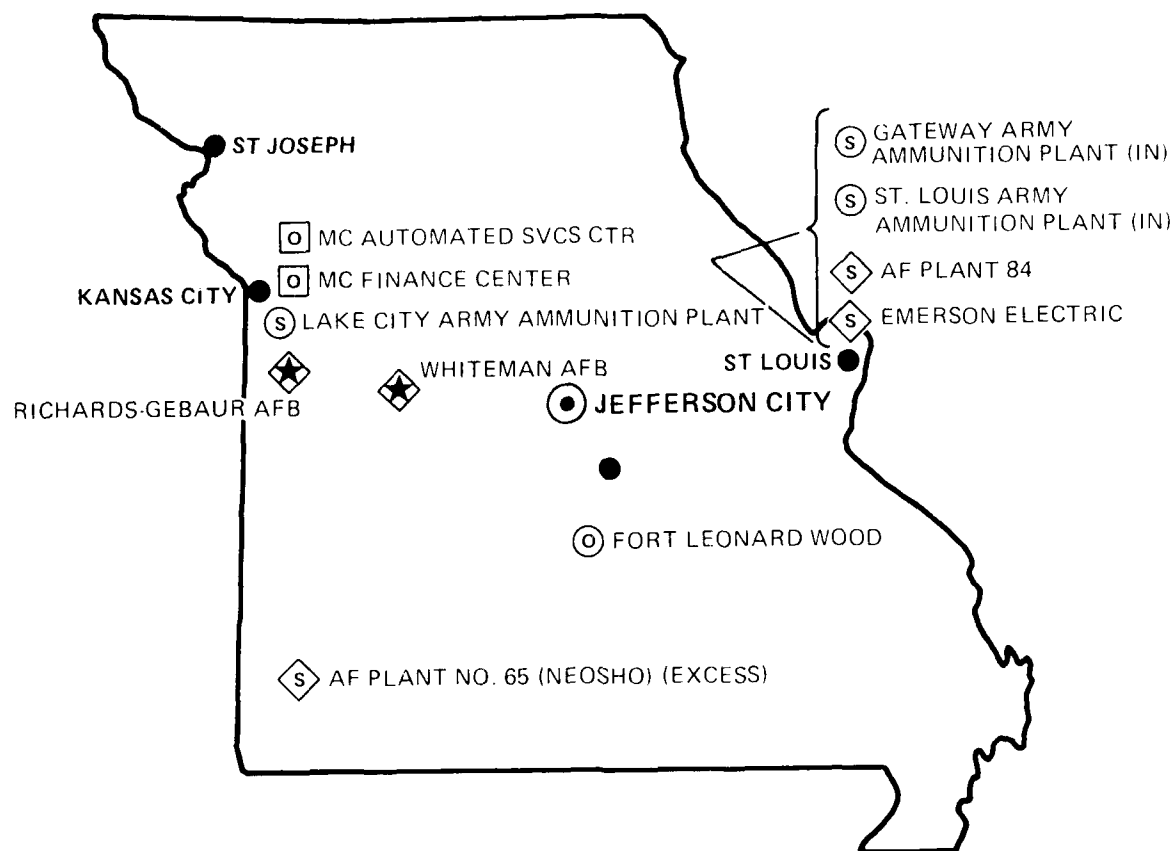 ST JOSEPH
S GATEWAY ARMY
AMMUNITION PLANT (IN)
S ST. LOUIS ARMY
AMMUNITION PLANT (IN)
O MC AUTOMATED SVCS CTR
S AF PLANT 84
O MC FINANCE CENTER
KANSAS CITY
S LAKE CITY ARMY AMMUNITION PLANT
S EMERSON ELECTRIC
ST LOUIS
WHITEMAN AFB
RICHARDS-GEBAUR AFB
JEFFERSON CITY
O FORT LEONARD WOOD
S AF PLANT NO. 65 (NEOSHO) (EXCESS)